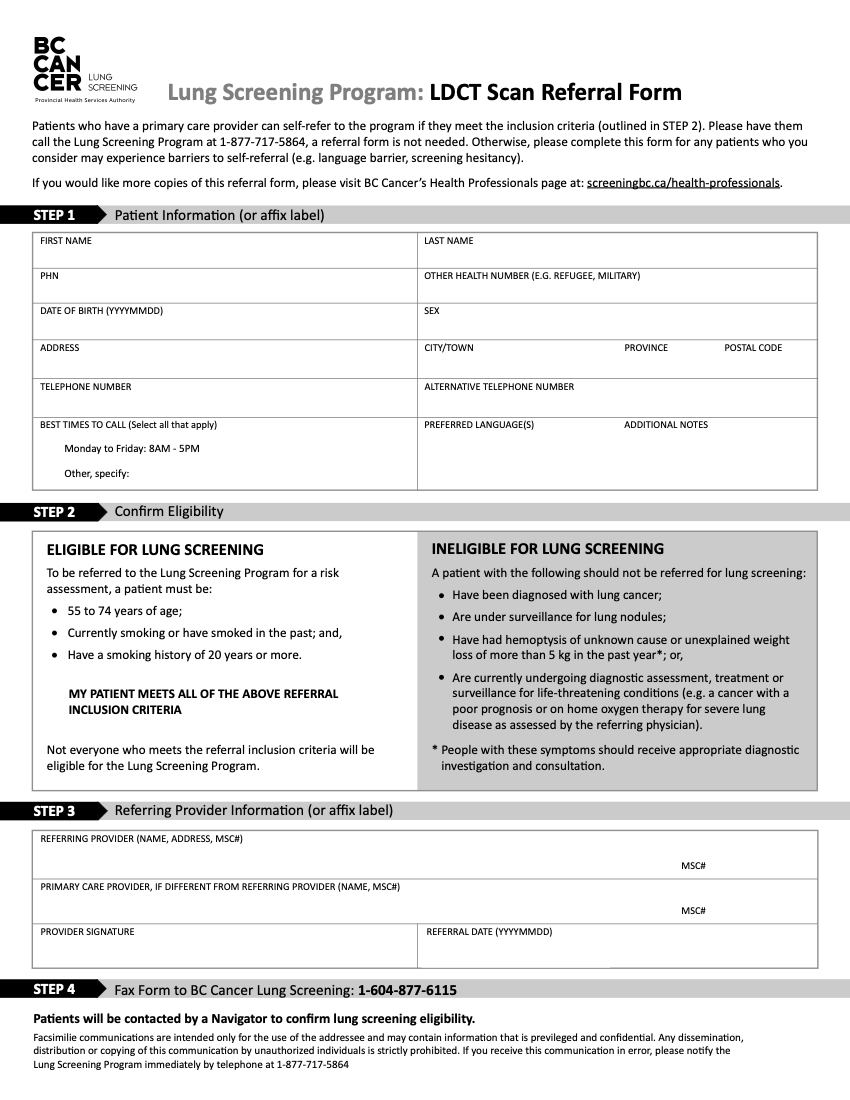 BC
CAN
CER LUNG
SCREENING
Provincial Health Services Authority
Lung Screening Program: LDCT Scan Referral Form
Patients who have a primary care provider can self-refer to the program if they meet the inclusion criteria (outlined in STEP 2). Please have them
call the Lung Screening Program at 1-877-717-5864, a referral form is not needed. Otherwise, please complete this form for any patients who you
consider may experience barriers to self-referral (e.g. language barrier, screening hesitancy).
If you would like more copies of this referral form, please visit BC Cancer's Health Professionals page at: screeningbc.ca/health-professionals.
STEP 1 Patient Information (or affix label)
FIRST NAME LAST NAME
PHN OTHER HEALTH NUMBER (E.G. REFUGEE, MILITARY)
DATE OF BIRTH (YYYYMMDD) SEX
ADDRESS CITY/TOWN PROVINCE POSTAL CODE
TELEPHONE NUMBER ALTERNATIVE TELEPHONE NUMBER
BEST TIMES TO CALL (Select all that apply) PREFERRED LANGUAGE(S) ADDITIONAL NOTES
Monday to Friday: 8AM - 5PM
Other, specify:
STEP 2 Confirm Eligibility
ELIGIBLE FOR LUNG SCREENING
To be referred to the Lung Screening Program for a risk
assessment, a patient must be:
• 55 to 74 years of age;
• Currently smoking or have smoked in the past; and,
• Have a smoking history of 20 years or more.
MY PATIENT MEETS ALL OF THE ABOVE REFERRAL
INCLUSION CRITERIA
Not everyone who meets the referral inclusion criteria will be
eligible for the Lung Screening Program.
INELIGIBLE FOR LUNG SCREENING
A patient with the following should not be referred for lung screening:
• Have been diagnosed with lung cancer;
• Are under surveillance for lung nodules;
• Have had hemoptysis of unknown cause or unexplained weight
loss of more than 5 kg in the past year*; or,
• Are currently undergoing diagnostic assessment, treatment or
surveillance for life-threatening conditions (e.g. a cancer with a
poor prognosis or on home oxygen therapy for severe lung
disease as assessed by the referring physician).
* People with these symptoms should receive appropriate diagnostic
investigation and consultation.
STEP 3 Referring Provider Information (or affix label)
REFERRING PROVIDER (NAME, ADDRESS, MSC#)
MSC#
PRIMARY CARE PROVIDER, IF DIFFERENT FROM REFERRING PROVIDER (NAME, MSC#)
MSC#
PROVIDER SIGNATURE REFERRAL DATE (YYYYMMDD)
STEP 4 Fax Form to BC Cancer Lung Screening: 1-604-877-6115
Patients will be contacted by a Navigator to confirm lung screening eligibility.
Facsimilie communications are intended only for the use of the addressee and may contain information that is previleged and confidential. Any dissemination,
distribution or copying of this communication by unauthorized individuals is strictly prohibited. If you receive this communication in error, please notify the
Lung Screening Program immediately by telephone at 1-877-717-5864